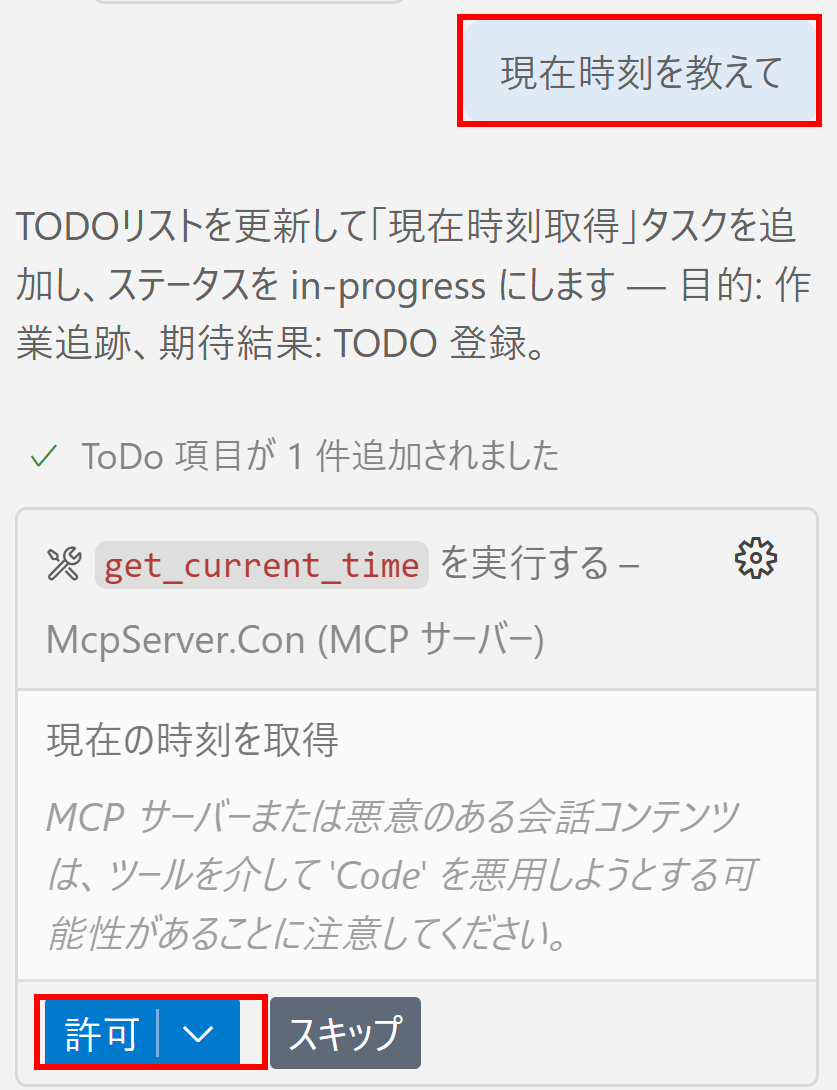 現在時刻を教えて
TODOリストを更新して「現在時刻取得」タスクを追
加し、ステータスを in-progress にします — 目的: 作
業追跡、期待結果: TODO 登録。
ToDo 項目が 1 件追加されました
get_current_time を実行する –
McpServer.Con (MCP サーバー)
現在の時刻を取得
MCP サーバーまたは悪意のある会話コンテンツ
は、ツールを介して 'Code' を悪用しようとする可
能性があることに注意してください。
許可 スキップ